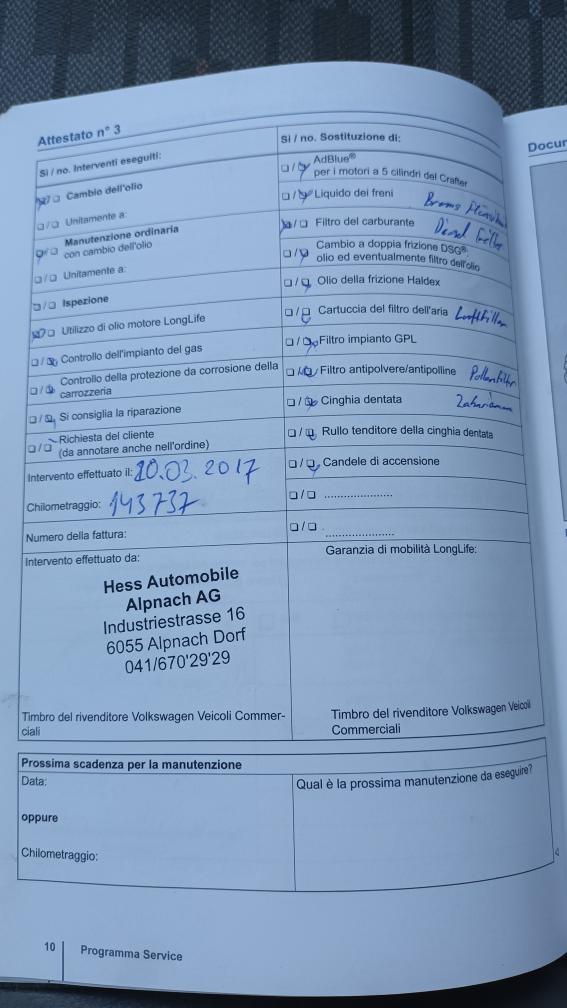 Attestato n° 3
Si / no. Interventi eseguiti:
❏/❏ Cambio dell'olio
❏/❏ Unitamente a:
❏/❏ Manutenzione ordinaria
con cambio dell'olio
❏/❏ Unitamente a:
❏/❏ Ispezione
❏/❏ Utilizzo di olio motore LongLife
❏/❏ Controllo dell'impianto del gas
❏/❏ Controllo della protezione da corrosione della
carrozzeria
❏/❏ Si consiglia la riparazione
❏/❏ Richiesta del cliente
(da annotare anche nell'ordine)
Intervento effettuato il: 20.03.2017
Chilometraggio: 143737
Numero della fattura:
Intervento effettuato da:
Hess Automobile
Alpnach AG
Industriestrasse 16
6055 Alpnach Dorf
041/670'29'29
Timbro del rivenditore Volkswagen Veicoli Commer-
ciali
Si / no. Sostituzione di:
❏/❏ AdBlue®
per i motori a 5 cilindri del Crafter
❏/❏ Liquido dei freni
❏/❏ Filtro del carburante Diesel
❏/❏ Cambio a doppia frizione DSG®:
olio ed eventualmente filtro dell'olio
❏/❏ Olio della frizione Haldex
❏/❏ Cartuccia del filtro dell'aria Luftfilter
❏/❏ Filtro impianto GPL
❏/❏ Filtro antipolvere/antipolline Pollenfilter
❏/❏ Cinghia dentata Zahnriemen
❏/❏ Rullo tenditore della cinghia dentata
❏/❏ Candele di accensione
❏/❏ .....................
❏/❏ .....................
Garanzia di mobilità LongLife:
Timbro del rivenditore Volkswagen Veicoli
Commerciali
Prossima scadenza per la manutenzione
Data:
oppure
Chilometraggio:
Qual è la prossima manutenzione da eseguire?
10 Programma Service
Docur